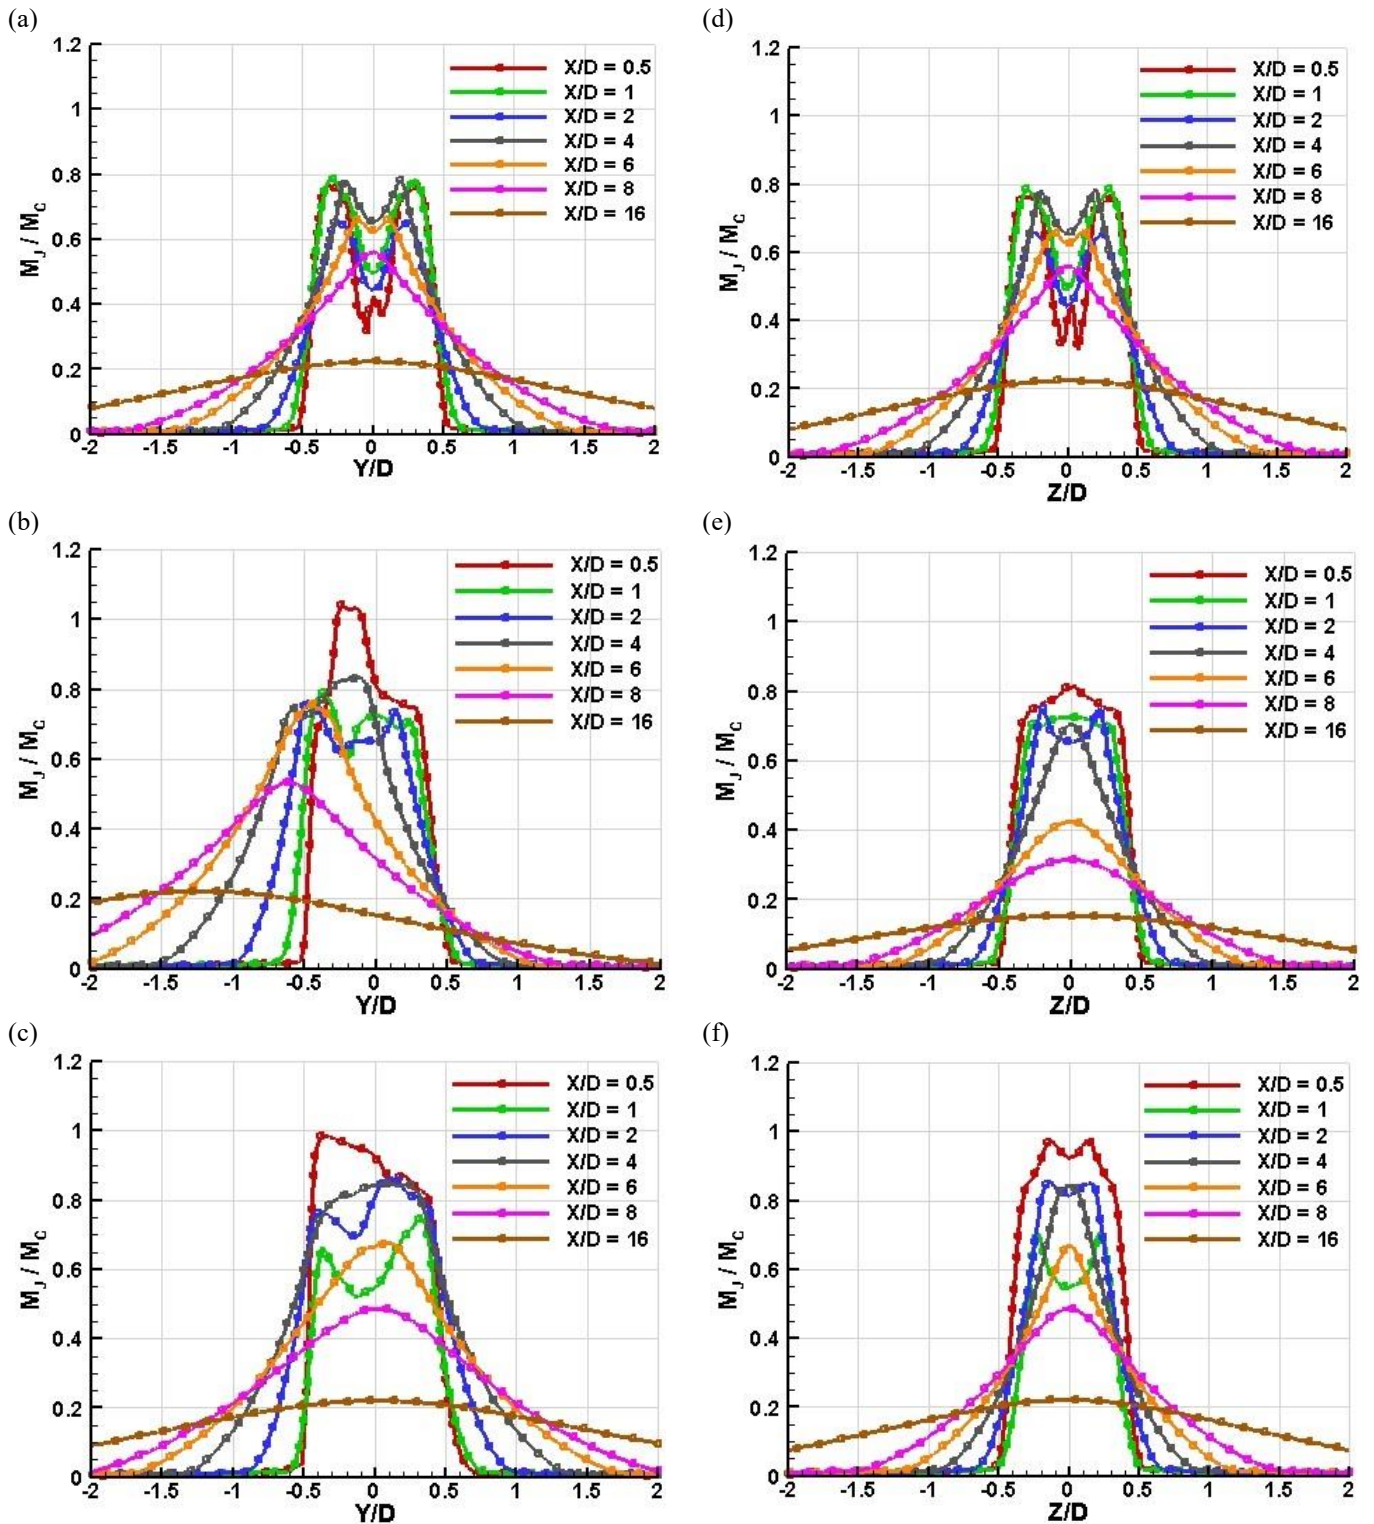 (a)
1.2
1
0.8
0.6
0.4
0.2
0
M_J / M_C
X/D = 0.5
X/D = 1
X/D = 2
X/D = 4
X/D = 6
X/D = 8
X/D = 16
-2 -1 0 1 2
Y/D
(d)
1.2
1
0.8
0.6
0.4
0.2
0
M_J / M_C
X/D = 0.5
X/D = 1
X/D = 2
X/D = 4
X/D = 6
X/D = 8
X/D = 16
-2 -1.5 -1 -0.5 0 0.5 1 1.5 2
Z/D
(b)
1.2
1
0.8
0.6
0.4
0.2
0
M_J / M_C
X/D = 0.5
X/D = 1
X/D = 2
X/D = 4
X/D = 6
X/D = 8
X/D = 16
-2 -1.5 -1 -0.5 0 0.5 1 1.5 2
Y/D
(e)
1.2
1
0.8
0.6
0.4
0.2
0
M_J / M_C
X/D = 0.5
X/D = 1
X/D = 2
X/D = 4
X/D = 6
X/D = 8
X/D = 16
-2 -1.5 -1 -0.5 0 0.5 1 1.5 2
Z/D
(c)
1.2
1
0.8
0.6
0.4
0.2
0
M_J / M_C
X/D = 0.5
X/D = 1
X/D = 2
X/D = 4
X/D = 6
X/D = 8
X/D = 16
-2 -1.5 -1 -0.5 0 0.5 1 1.5 2
Y/D
(f)
1.2
1
0.8
0.6
0.4
0.2
0
M_J / M_C
X/D = 0.5
X/D = 1
X/D = 2
X/D = 4
X/D = 6
X/D = 8
X/D = 16
-2 -1.5 -1 -0.5 0 0.5 1 1.5 2
Z/D